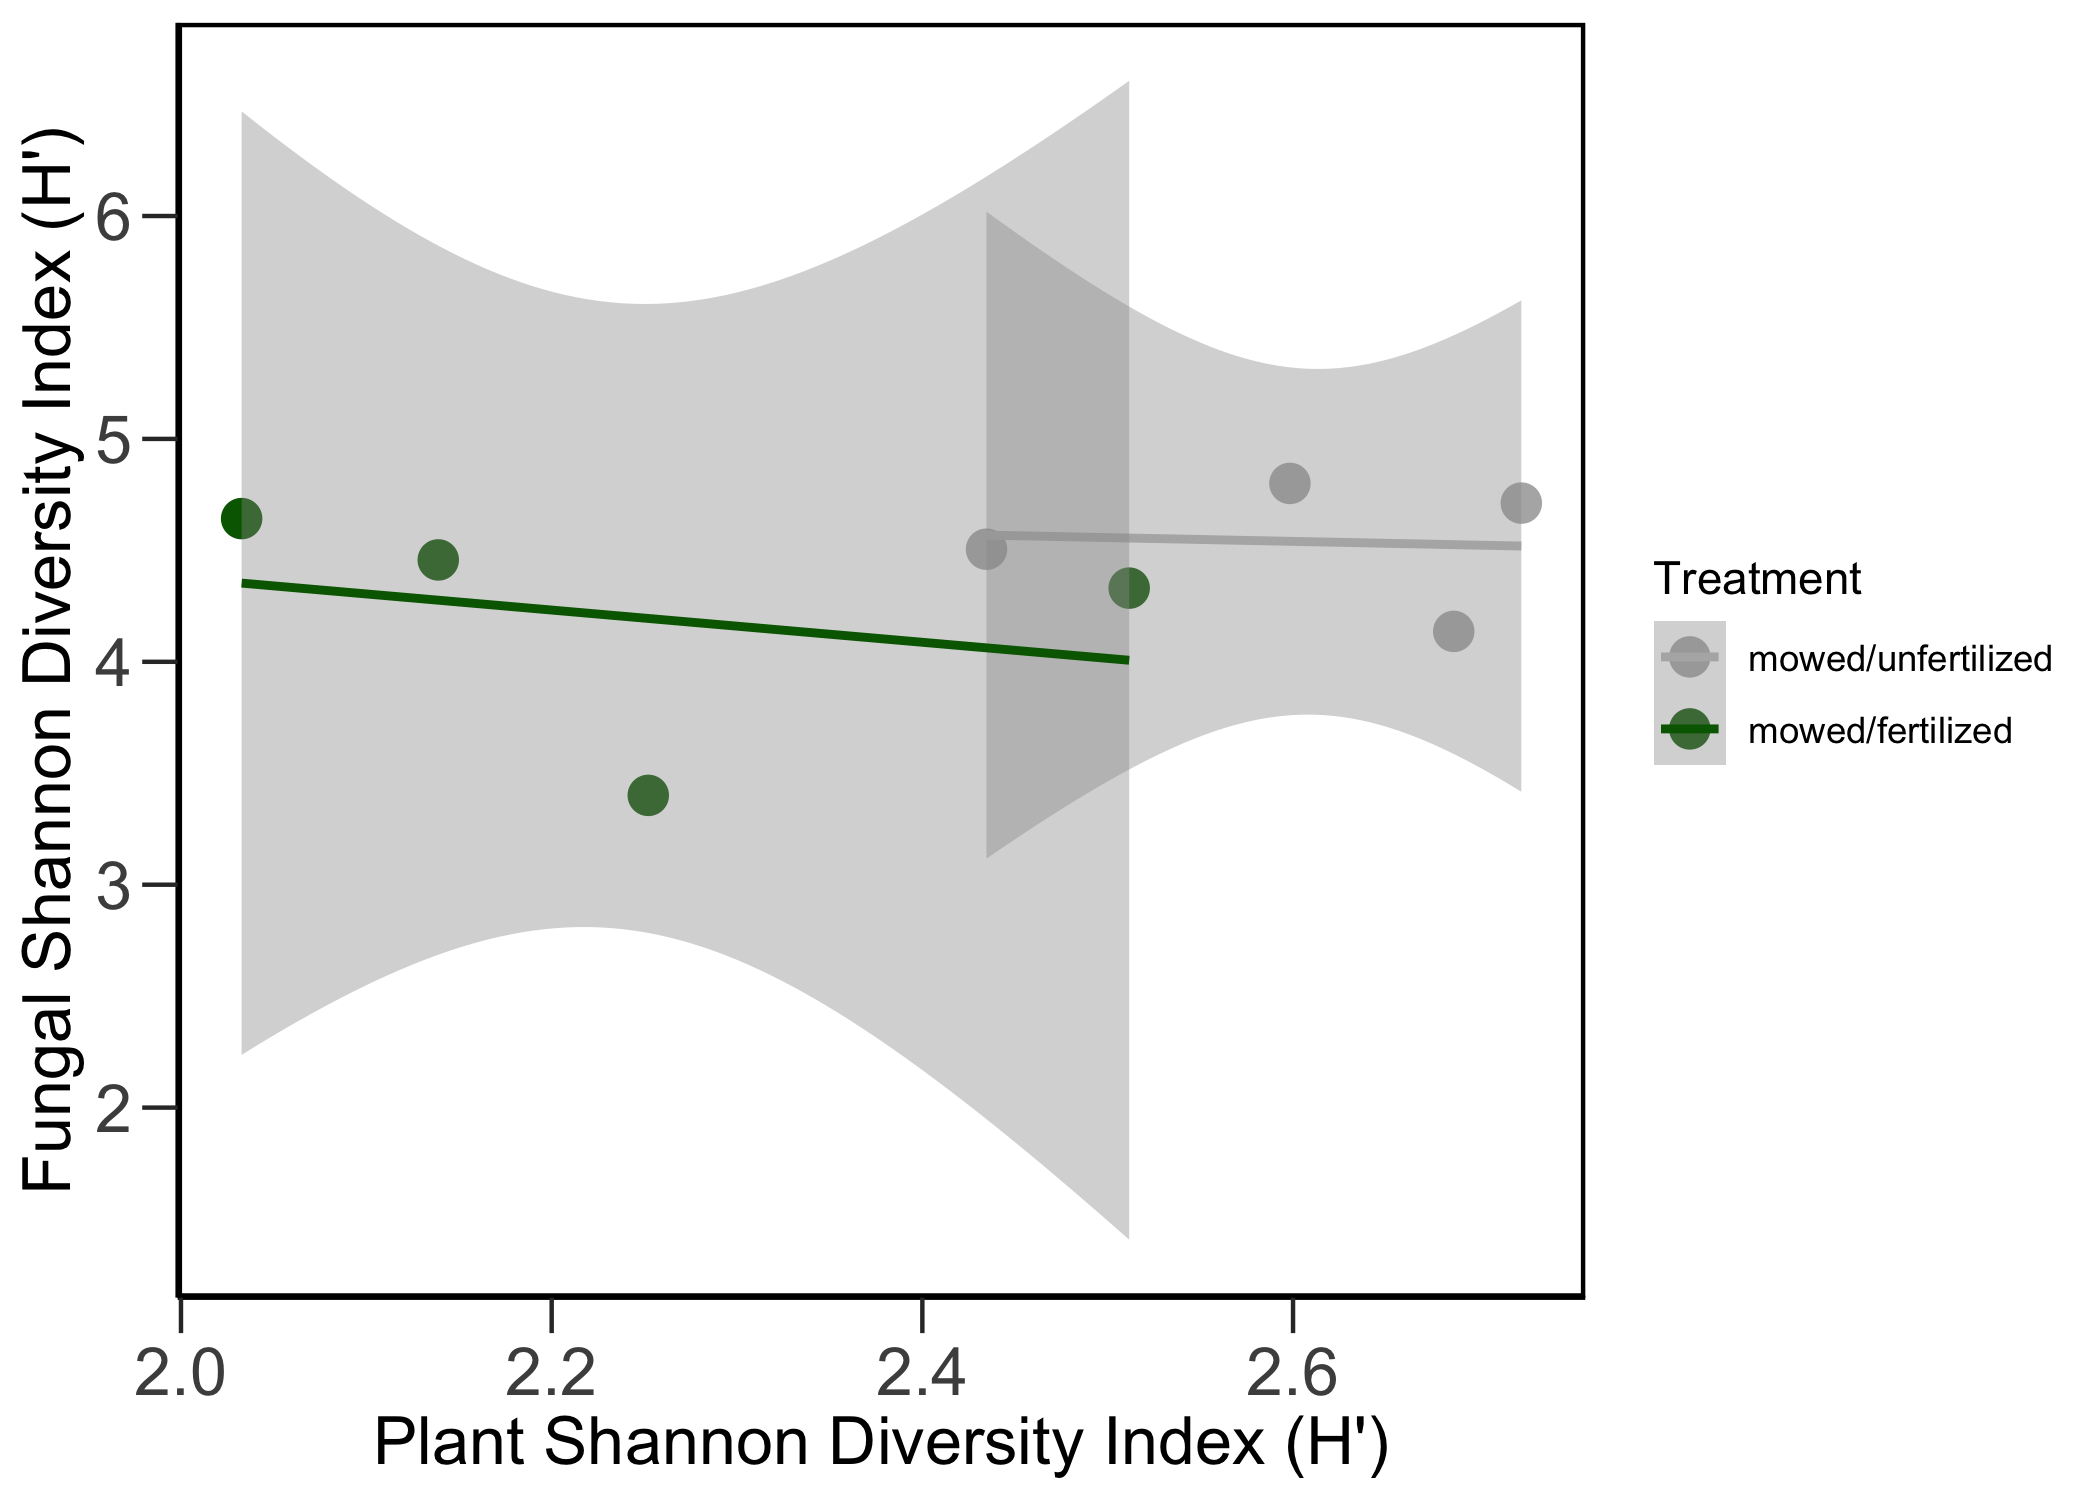 Fungal Shannon Diversity Index (H')
6
5
4
3
2
2.0 2.2 2.4 2.6
Plant Shannon Diversity Index (H')
Treatment
mowed/unfertilized
mowed/fertilized